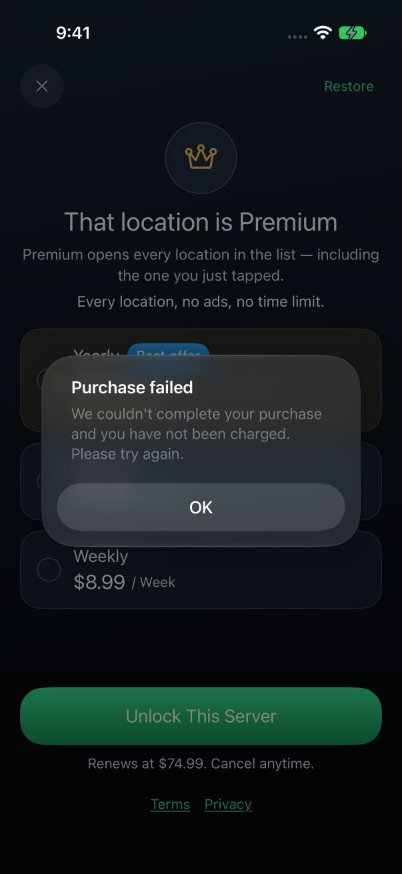 9:41
Restore
That location is Premium
Premium opens every location in the list — including
the one you just tapped.
Every location, no ads, no time limit.
Yearly Best offer
Purchase failed
We couldn't complete your purchase
and you have not been charged.
Please try again.
OK
Weekly
$8.99 / Week
Unlock This Server
Renews at $74.99. Cancel anytime.
Terms Privacy